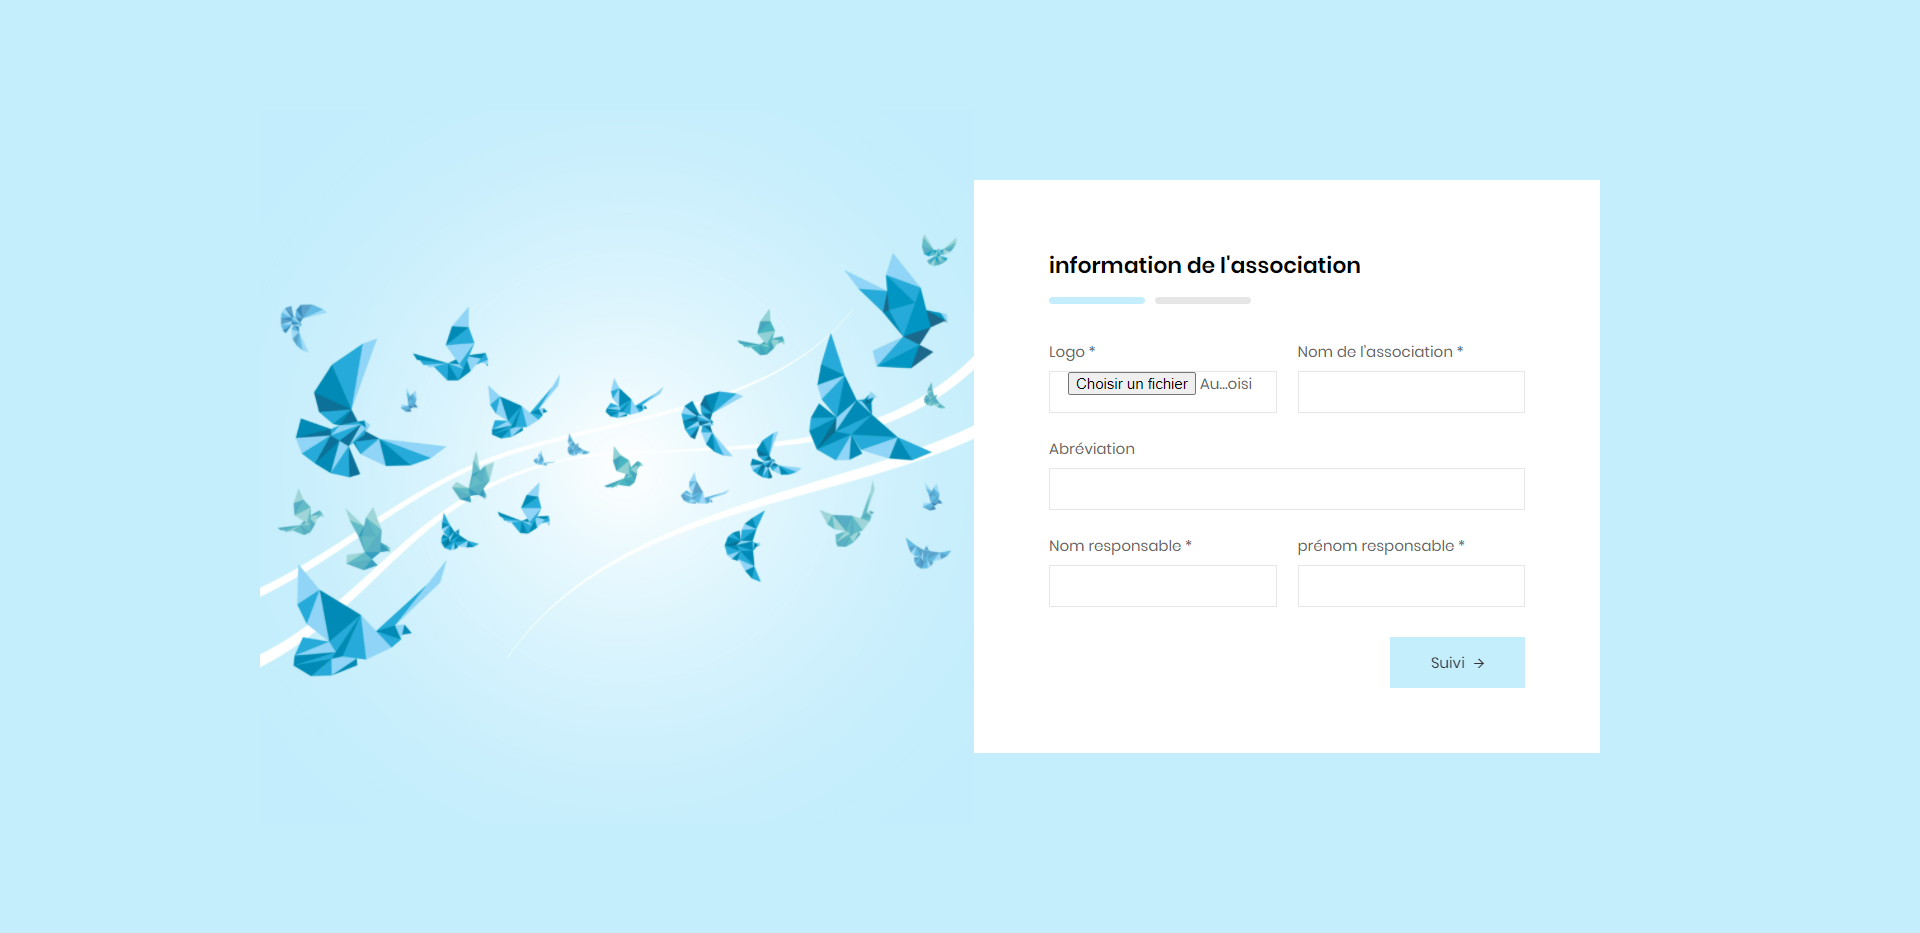 information de l'association
Logo * Nom de l'association *
Choisir un fichier Au...oisi
Abréviation
Nom responsable * prénom responsable *
Suivi →